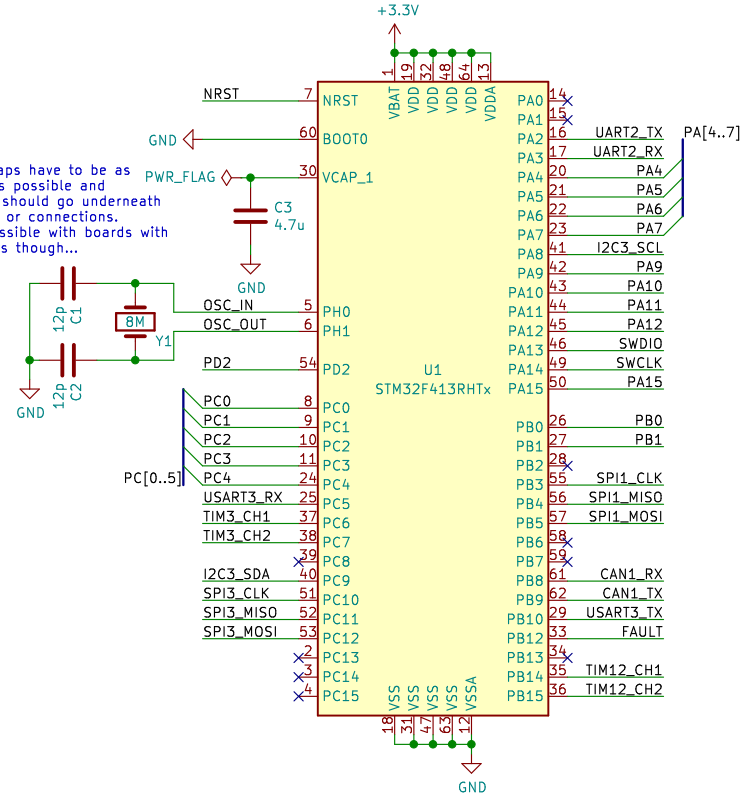 +3.3V
1
19
32
48
64
13
VBAT
VDD
VDD
VDD
VDD
VDDA
NRST 7 NRST
GND 60 BOOT0
PWR_FLAG 30 VCAP_1
C3
4.7u
GND
aps have to be as
s possible and
should go underneath
or connections.
ssible with boards with
s though...
12p C1
8M
Y1
12p C2
GND
OSC_IN 5 PH0
OSC_OUT 6 PH1
PD2 54 PD2
U1
STM32F413RHTx
PC0 8 PC0
PC1 9 PC1
PC2 10 PC2
PC3 11 PC3
PC[0..5] PC4 24 PC4
USART3_RX 25 PC5
TIM3_CH1 37 PC6
TIM3_CH2 38 PC7
39 PC8
I2C3_SDA 40 PC9
SPI3_CLK 51 PC10
SPI3_MISO 52 PC11
SPI3_MOSI 53 PC12
2 PC13
3 PC14
4 PC15
PA0 14
PA1 15
PA2 16 UART2_TX PA[4..7]
PA3 17 UART2_RX
PA4 20 PA4
PA5 21 PA5
PA6 22 PA6
PA7 23 PA7
PA8 41 I2C3_SCL
PA9 42 PA9
PA10 43 PA10
PA11 44 PA11
PA12 45 PA12
PA13 46 SWDIO
PA14 49 SWCLK
PA15 50 PA15
PB0 26 PB0
PB1 27 PB1
PB2 28
PB3 55 SPI1_CLK
PB4 56 SPI1_MISO
PB5 57 SPI1_MOSI
PB6 58
PB7 59
PB8 61 CAN1_RX
PB9 62 CAN1_TX
PB10 29 USART3_TX
PB12 33 FAULT
PB13 34
PB14 35 TIM12_CH1
PB15 36 TIM12_CH2
VSS
VSS
VSS
VSS
VSSA
18
31
47
63
12
GND